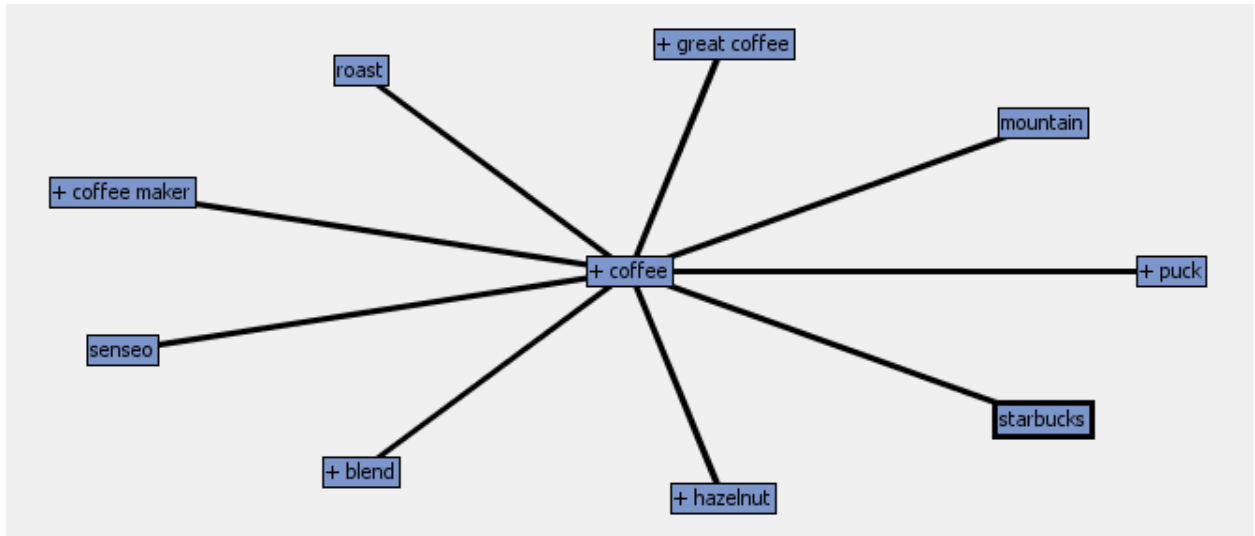 + great coffee
roast
mountain
+ coffee maker
+ coffee
+ puck
senseo
starbucks
+ blend
+ hazelnut